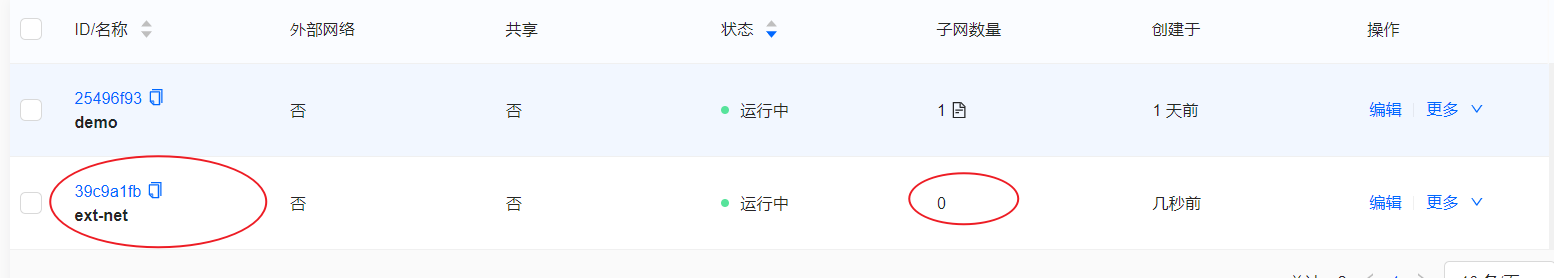 ID/名称 外部网络 共享 状态 子网数量 创建于 操作
25496f93
demo
否 否 运行中 1 1 天前 编辑 更多
39c9a1fb
ext-net
否 否 运行中 0 几秒前 编辑 更多